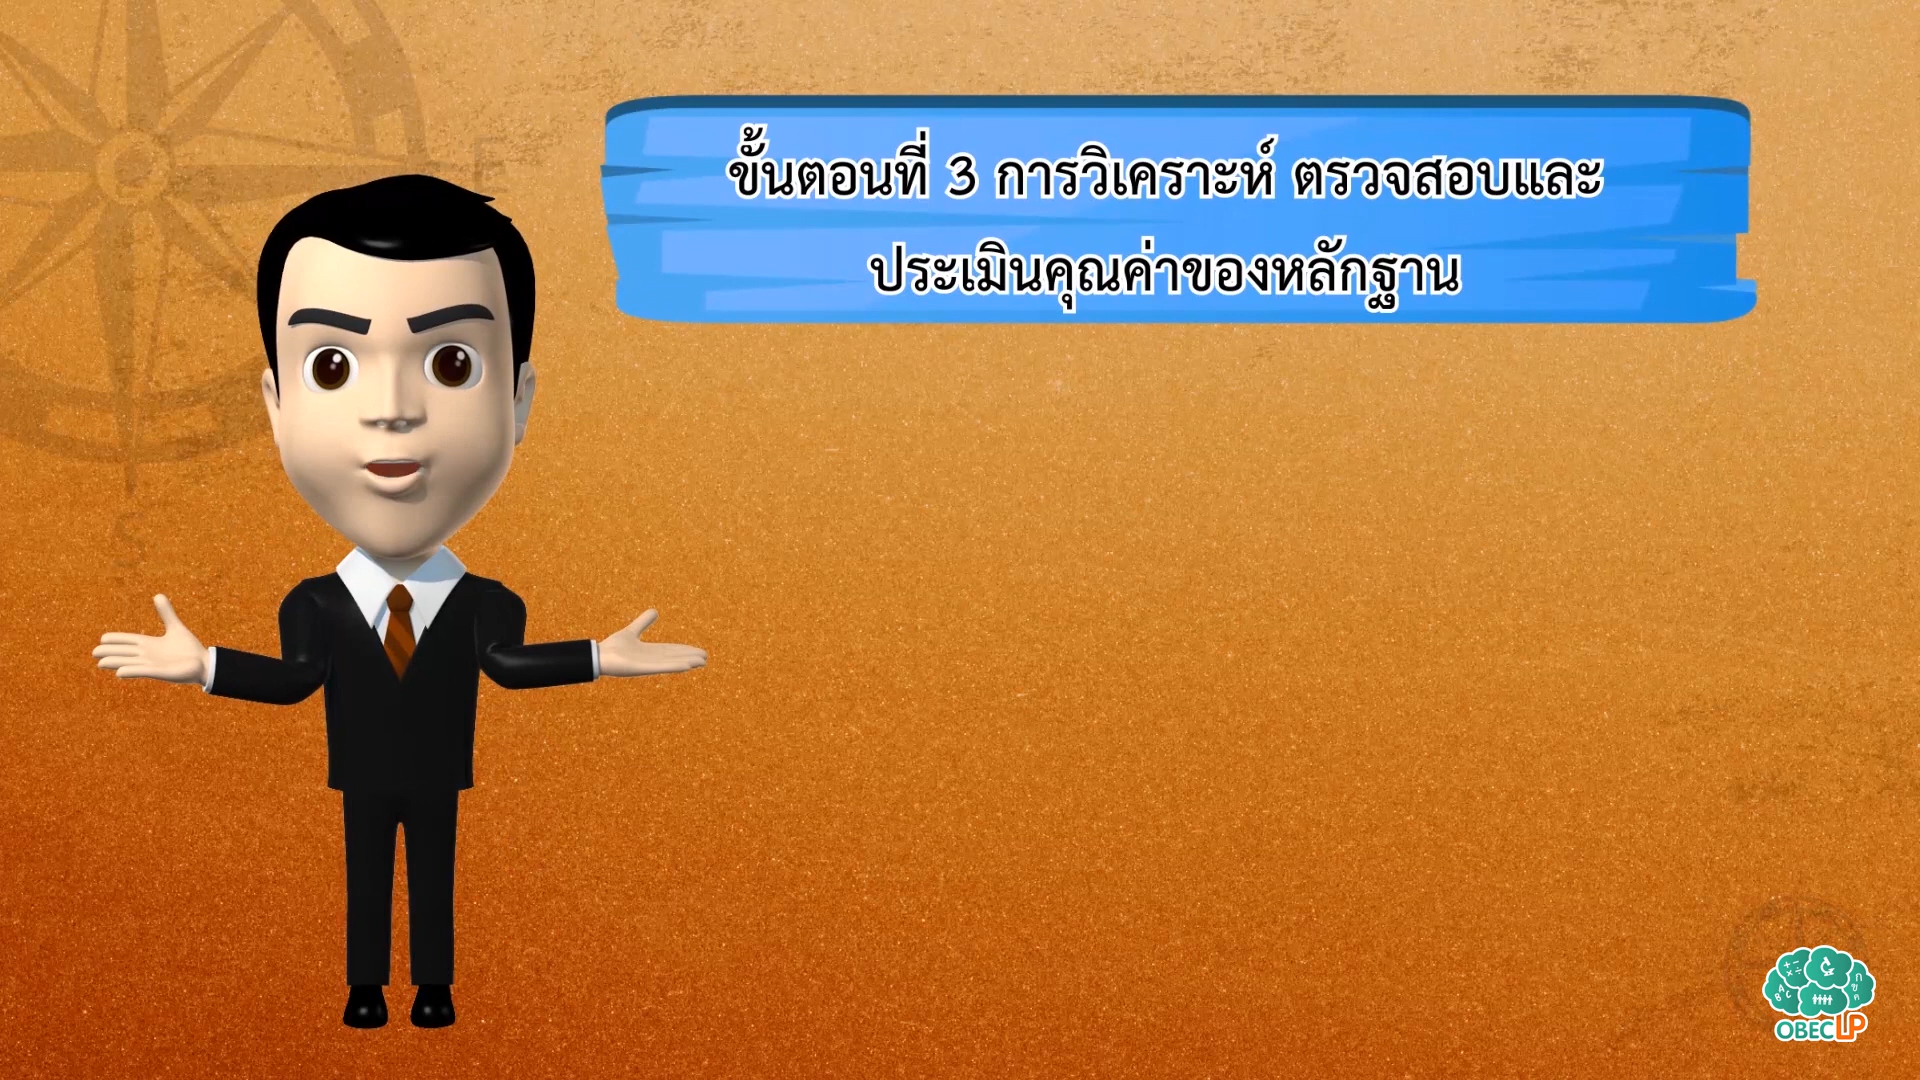 ขั้นตอนที่ 3 การวิเคราะห์ ตรวจสอบและ
ประเมินคุณค่าของหลักฐาน
OBECLP